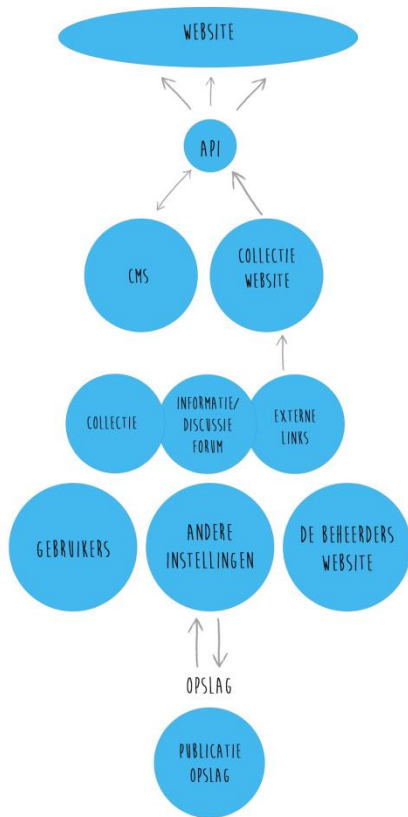 WEBSITE
API
CMS
COLLECTIE
WEBSITE
COLLECTIE
INFORMATIE/
DISCUSSIE
FORUM
EXTERNE
LINKS
GEBRUIKERS
ANDERE
INSTELLINGEN
DE BEHEERDERS
WEBSITE
OPSLAG
PUBLICATIE
OPSLAG